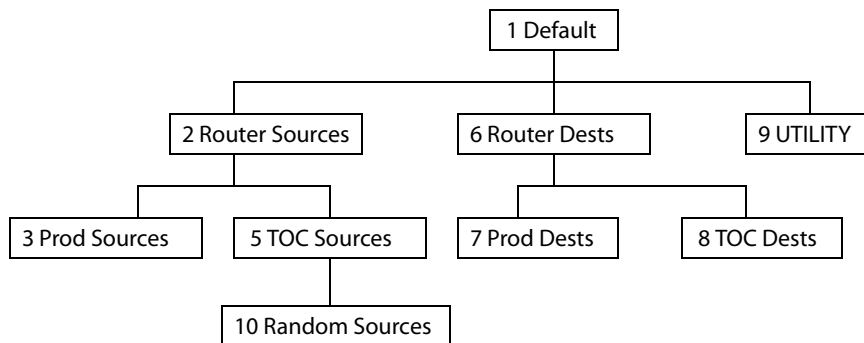 1 Default
2 Router Sources
6 Router Dests
9 UTILITY
3 Prod Sources
5 TOC Sources
7 Prod Dests
8 TOC Dests
10 Random Sources